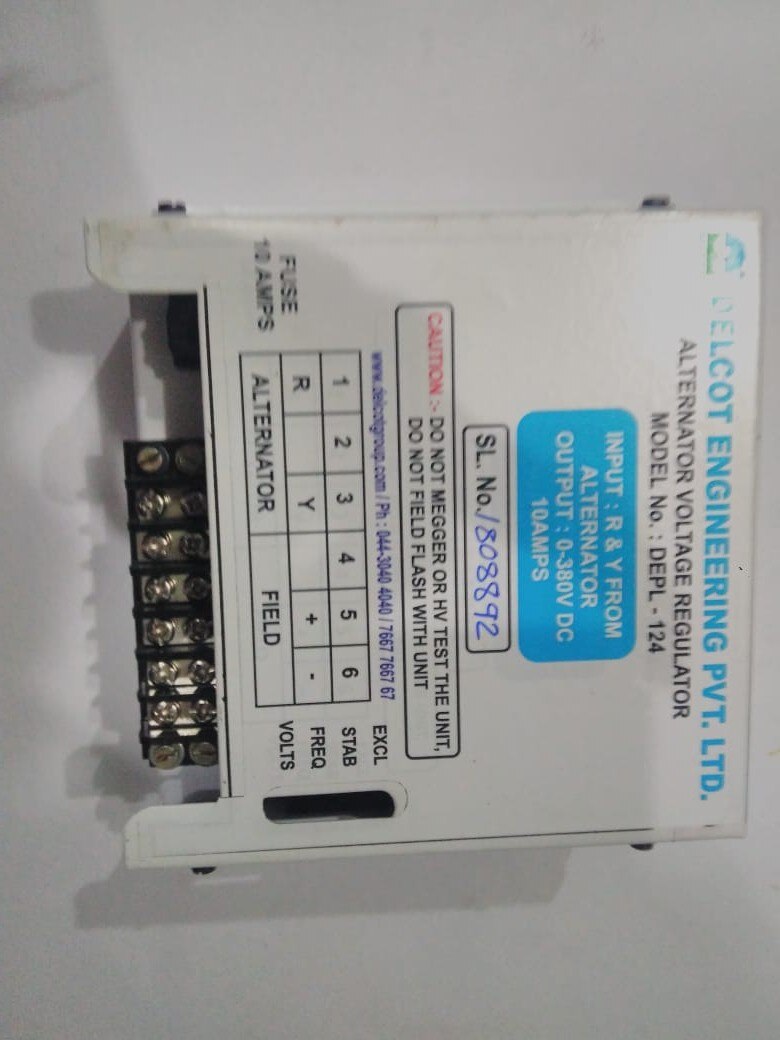 DELCOT ENGINEERING PVT. LTD.
ALTERNATOR VOLTAGE REGULATOR
MODEL No. : DEPL - 124
INPUT : R & Y FROM
ALTERNATOR
OUTPUT : 0-380V DC
10AMPS
SL. No. 1808892
CAUTION :- DO NOT MEGGER OR HV TEST THE UNIT,
DO NOT FIELD FLASH WITH UNIT
www.delcotgroup.com / Ph : 044-3040 4040 / 7667 7667 67
1 2 3 4 5 6
R Y + -
ALTERNATOR FIELD
FUSE
10 AMPS
EXCL
STAB
FREQ
VOLTS